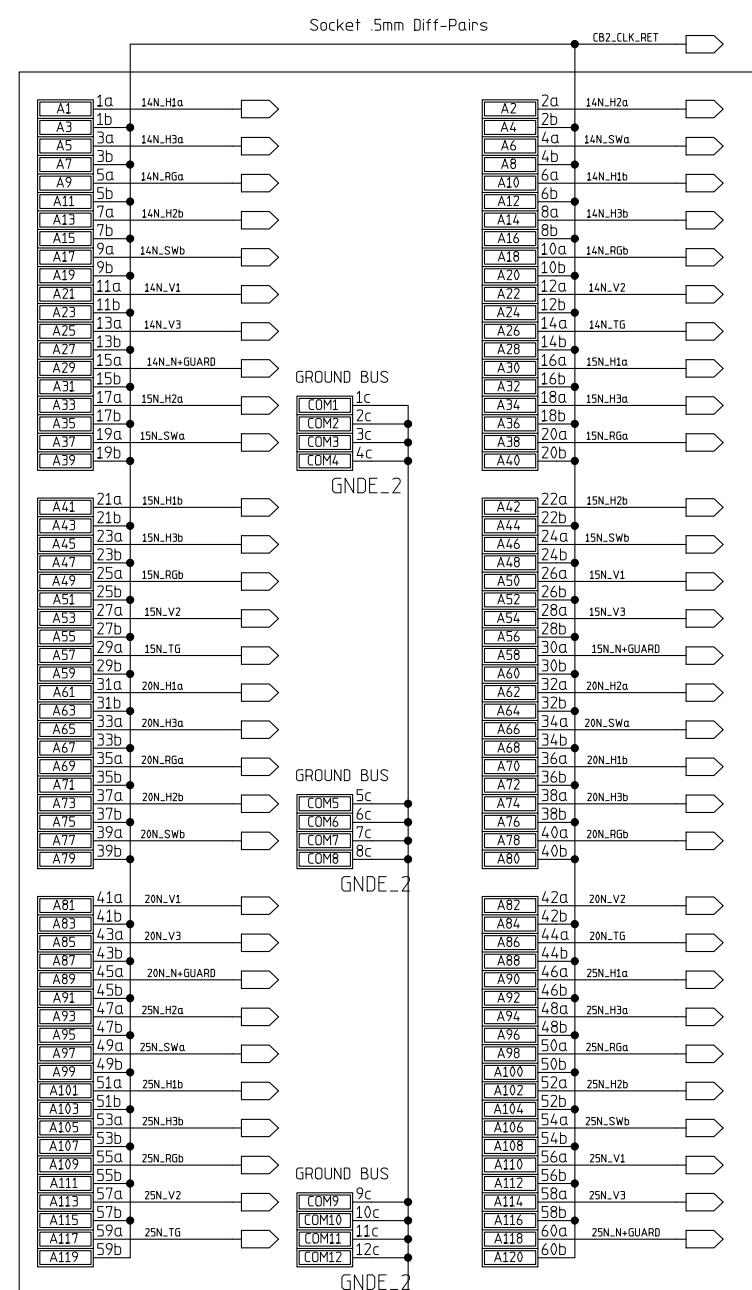 Socket .5mm Diff-Pairs
CB2_CLK_RET
A1 1a 14N_H1a
A3 1b
A5 3a 14N_H3a
A7 3b
A9 5a 14N_RGa
A11 5b
A13 7a 14N_H2b
A15 7b
A17 9a 14N_SWb
A19 9b
A21 11a 14N_V1
A23 11b
A25 13a 14N_V3
A27 13b
A29 15a 14N_N+GUARD
A31 15b
A33 17a 15N_H2a
A35 17b
A37 19a 15N_SWa
A39 19b
A41 21a 15N_H1b
A43 21b
A45 23a 15N_H3b
A47 23b
A49 25a 15N_RGb
A51 25b
A53 27a 15N_V2
A55 27b
A57 29a 15N_TG
A59 29b
A61 31a 20N_H1a
A63 31b
A65 33a 20N_H3a
A67 33b
A69 35a 20N_RGa
A71 35b
A73 37a 20N_H2b
A75 37b
A77 39a 20N_SWb
A79 39b
A81 41a 20N_V1
A83 41b
A85 43a 20N_V3
A87 43b
A89 45a 20N_N+GUARD
A91 45b
A93 47a 25N_H2a
A95 47b
A97 49a 25N_SWa
A99 49b
A101 51a 25N_H1b
A103 51b
A105 53a 25N_H3b
A107 53b
A109 55a 25N_RGb
A111 55b
A113 57a 25N_V2
A115 57b
A117 59a 25N_TG
A119 59b
GROUND BUS
COM1 1c
COM2 2c
COM3 3c
COM4 4c
GNDE_2
GROUND BUS
COM5 5c
COM6 6c
COM7 7c
COM8 8c
GNDE_2
GROUND BUS
COM9 9c
COM10 10c
COM11 11c
COM12 12c
GNDE_2
A2 2a 14N_H2a
A4 2b
A6 4a 14N_SWa
A8 4b
A10 6a 14N_H1b
A12 6b
A14 8a 14N_H3b
A16 8b
A18 10a 14N_RGb
A20 10b
A22 12a 14N_V2
A24 12b
A26 14a 14N_TG
A28 14b
A30 16a 15N_H1a
A32 16b
A34 18a 15N_H3a
A36 18b
A38 20a 15N_RGa
A40 20b
A42 22a 15N_H2b
A44 22b
A46 24a 15N_SWb
A48 24b
A50 26a 15N_V1
A52 26b
A54 28a 15N_V3
A56 28b
A58 30a 15N_N+GUARD
A60 30b
A62 32a 20N_H2a
A64 32b
A66 34a 20N_SWa
A68 34b
A70 36a 20N_H1b
A72 36b
A74 38a 20N_H3b
A76 38b
A78 40a 20N_RGb
A80 40b
A82 42a 20N_V2
A84 42b
A86 44a 20N_TG
A88 44b
A90 46a 25N_H1a
A92 46b
A94 48a 25N_H3a
A96 48b
A98 50a 25N_RGa
A100 50b
A102 52a 25N_H2b
A104 52b
A106 54a 25N_SWb
A108 54b
A110 56a 25N_V1
A112 56b
A114 58a 25N_V3
A116 58b
A118 60a 25N_N+GUARD
A120 60b